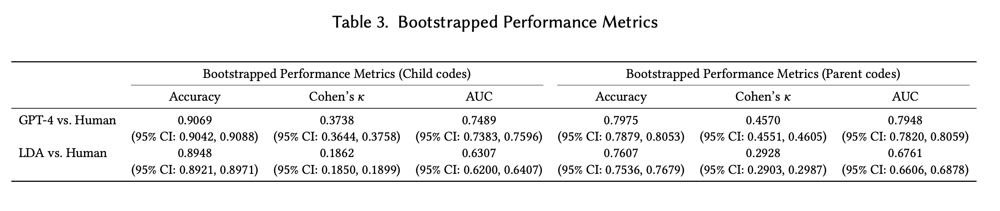 Table 3. Bootstrapped Performance Metrics
Bootstrapped Performance Metrics (Child codes) Bootstrapped Performance Metrics (Parent codes)
Accuracy Cohen's κ AUC Accuracy Cohen's κ AUC
GPT-4 vs. Human 0.9069 0.3738 0.7489 0.7975 0.4570 0.7948
(95% CI: 0.9042, 0.9088) (95% CI: 0.3644, 0.3758) (95% CI: 0.7383, 0.7596) (95% CI: 0.7879, 0.8053) (95% CI: 0.4551, 0.4605) (95% CI: 0.7820, 0.8059)
LDA vs. Human 0.8948 0.1862 0.6307 0.7607 0.2928 0.6761
(95% CI: 0.8921, 0.8971) (95% CI: 0.1850, 0.1899) (95% CI: 0.6200, 0.6407) (95% CI: 0.7536, 0.7679) (95% CI: 0.2903, 0.2987) (95% CI: 0.6606, 0.6878)